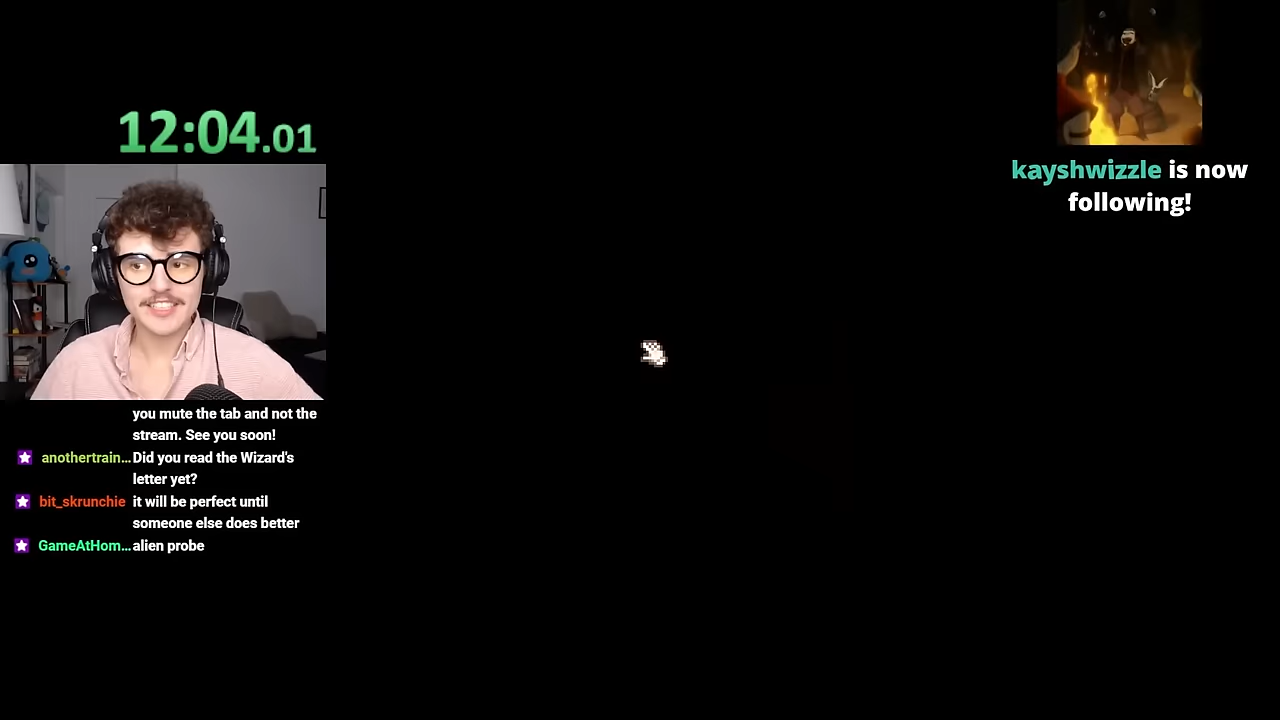 12:04.01
kayshwizzle is now
following!
you mute the tab and not the
stream. See you soon!
anothertrain... Did you read the Wizard's
letter yet?
bit_skrunchie it will be perfect until
someone else does better
GameAtHom... alien probe